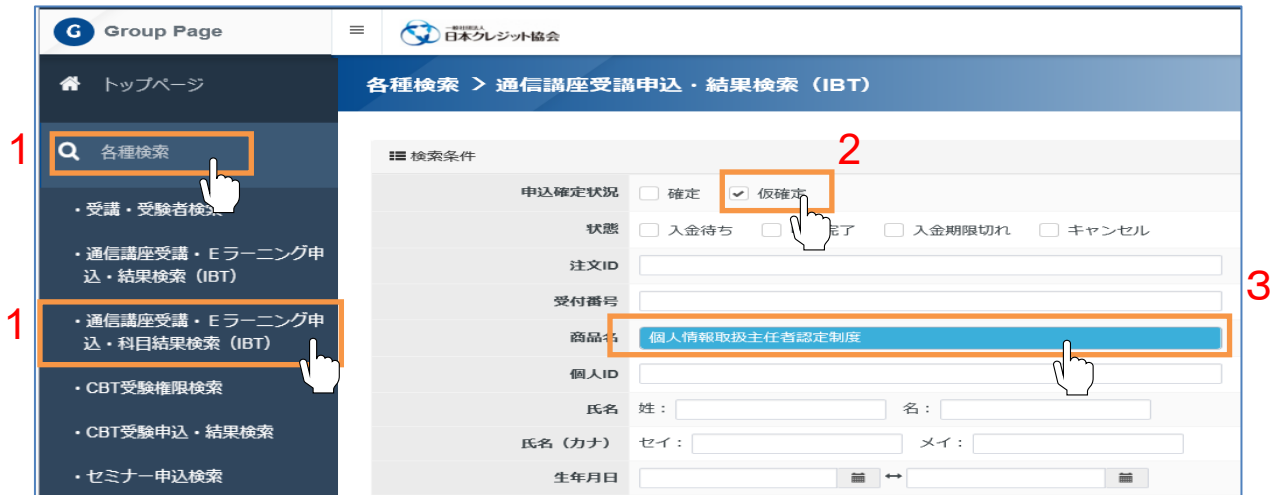 G Group Page
一般社団法人
日本クレジット協会
トップページ
各種検索 > 通信講座受講申込・結果検索（IBT）
1
各種検索
・受講・受験者検索
・通信講座受講・Eラーニング申
込・結果検索（IBT）
1
・通信講座受講・Eラーニング申
込・科目結果検索（IBT）
・CBT受験権限検索
・CBT受験申込・結果検索
・セミナー申込検索
検索条件
2
申込確定状況 確定 仮確定
状態 入金待ち 完了 入金期限切れ キャンセル
注文ID
3
受付番号
商品名 個人情報取扱主任者認定制度
個人ID
氏名 姓： 名：
氏名（カナ） セイ： メイ：
生年月日 ↔